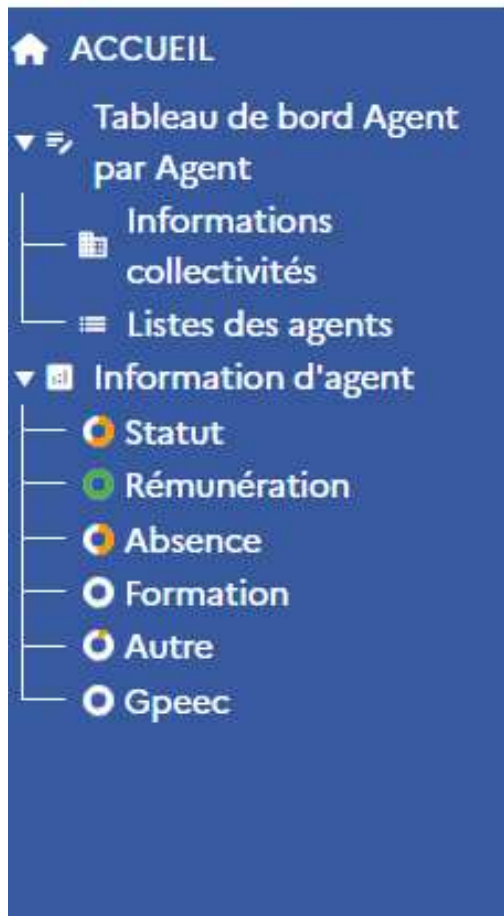 ACCUEIL
Tableau de bord Agent
par Agent
Informations
collectivités
Listes des agents
Information d'agent
Statut
Rémunération
Absence
Formation
Autre
Gpeec